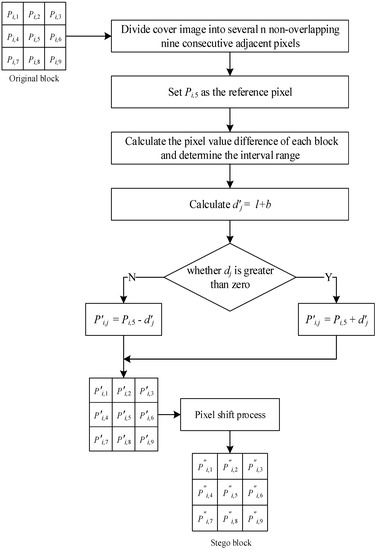 P_{i,1} P_{i,2} P_{i,3}
P_{i,4} P_{i,5} P_{i,6}
P_{i,7} P_{i,8} P_{i,9}
Original block
Divide cover image into several n non-overlapping
nine consecutive adjacent pixels
Set P_{i,5} as the reference pixel
Calculate the pixel value difference of each block
and determine the interval range
Calculate d'_j = l+b
whether d_j is greater
than zero
N
Y
P'_{i,j} = P_{i,5} - d'_j
P'_{i,j} = P_{i,5} + d'_j
P'_{i,1} P'_{i,2} P'_{i,3}
P'_{i,4} P'_{i,5} P'_{i,6}
P'_{i,7} P'_{i,8} P'_{i,9}
Pixel shift process
P''_{i,1} P''_{i,2} P''_{i,3}
P''_{i,4} P''_{i,5} P''_{i,6}
P''_{i,7} P''_{i,8} P''_{i,9}
Stego block